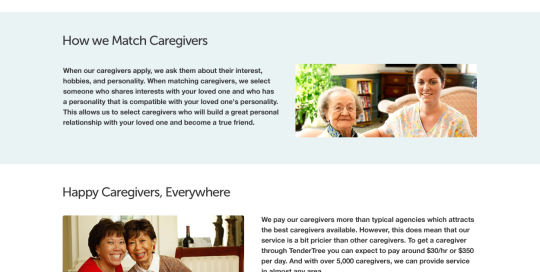 How we Match Caregivers
When our caregivers apply, we ask them about their interest,
hobbies, and personality. When matching caregivers, we select
someone who shares interests with your loved one and who has
a personality that is compatible with your loved one's personality.
This allows us to select caregivers who will build a great personal
relationship with your loved one and become a true friend.
Happy Caregivers, Everywhere
We pay our caregivers more than typical agencies which attracts
the best caregivers available. However, this does mean that our
service is a bit pricier than other caregivers. To get a caregiver
through TenderTree you can expect to pay around $30/hr or $350
per day. And with over 5,000 caregivers, we can provide service
in almost any area.